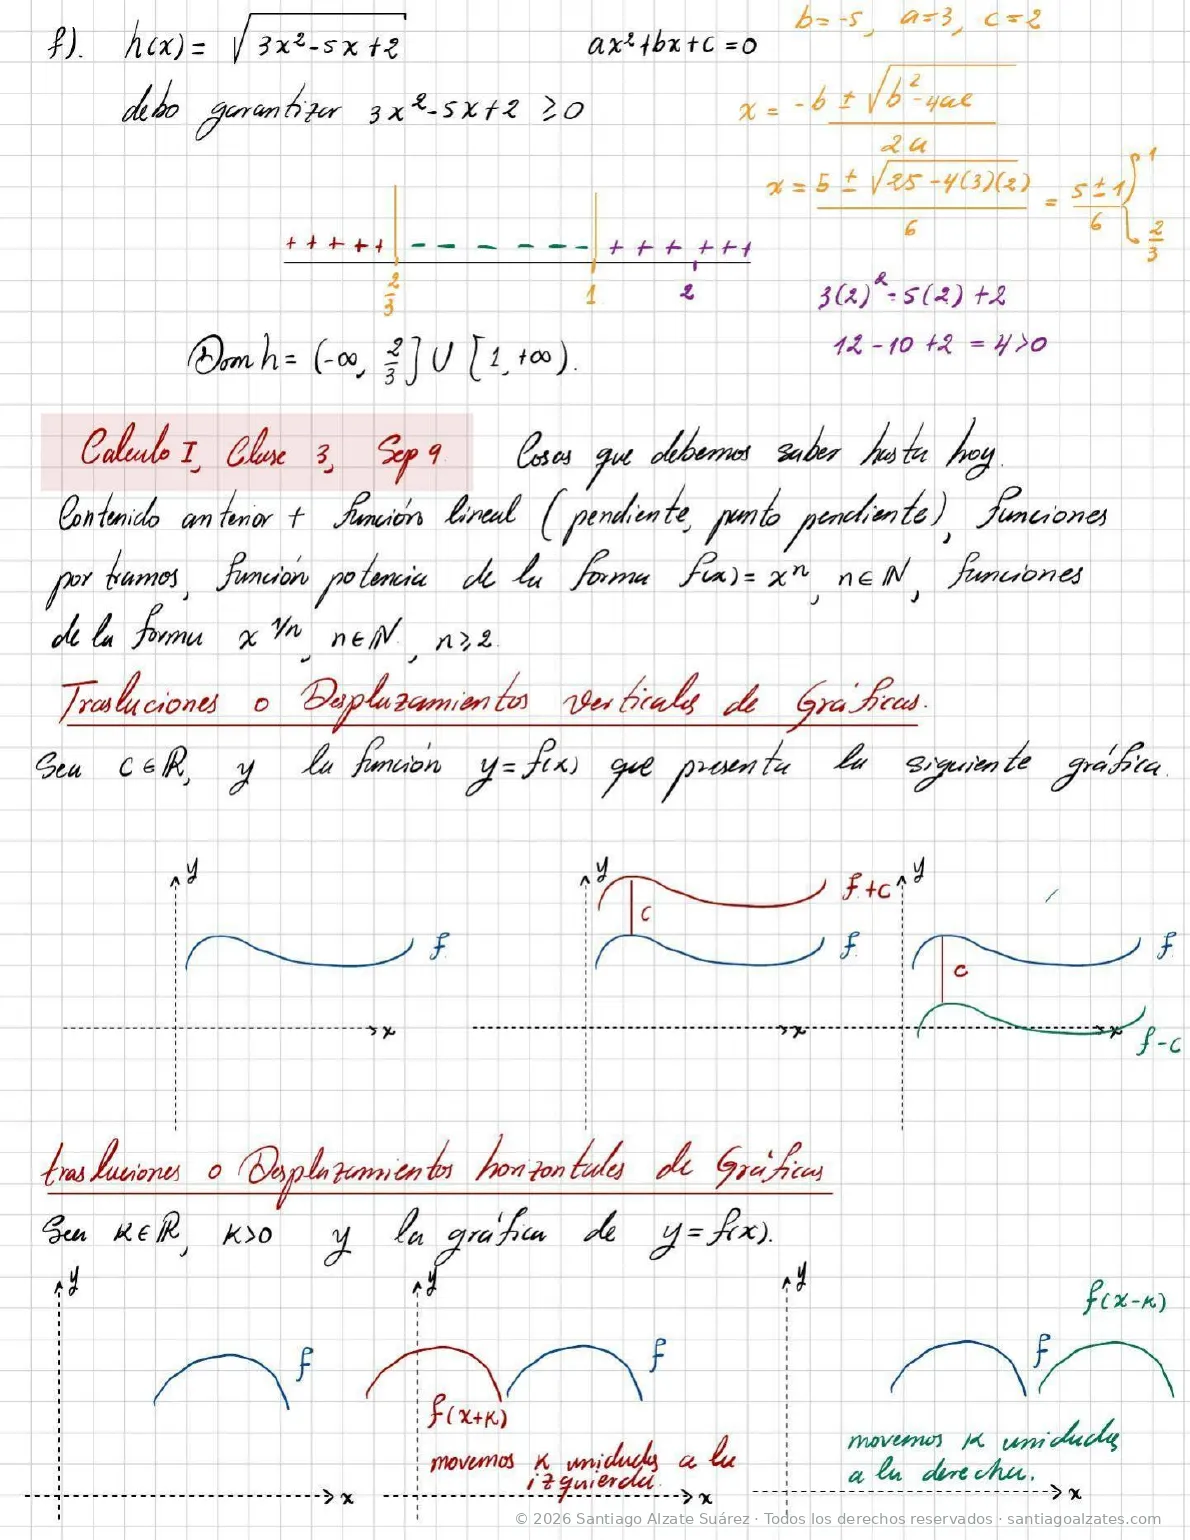 f). h(x) = √(3x²-5x+2)    ax²+bx+c=0    b=-5, a=3, c=2
debo garantizar 3x²-5x+2 ≥0    x = (-b ± √(b²-4ac))/2a
x = (5 ± √(25-4(3)(2)))/6 = (5±1)/6 { 1, 2/3
+ + + + + - - - - - - + + + + + +
2/3 1 2
3(2)²-5(2)+2
12-10+2 = 4>0
Dom h = (-∞, 2/3] ∪ [1, +∞).
Calculo I, Clase 3, Sep 9. Cosas que debemos saber hasta hoy.
Contenido anterior + función lineal (pendiente, punto pendiente), funciones
por tramos, función potencia de la forma f(x)=xⁿ, n∈ℕ, funciones
de la forma x^1/n, n∈ℕ, n≥2.
Traslaciones o Desplazamientos verticales de Gráficas.
Sea C∈ℝ, y la función y=f(x) que presenta la siguiente gráfica.
y f x
y f+c c f x
y f c x f-c
traslaciones o Desplazamientos horizontales de Gráficas
Sea K∈ℝ, K>0 y la gráfica de y=f(x).
y f x
y f f(x+K)
movemos K unidades a la
izquierda.
x
y f f(x-K)
movemos K unidades
a la derecha.
x
© 2026 Santiago Alzate Suárez · Todos los derechos reservados · santiagoalzates.com